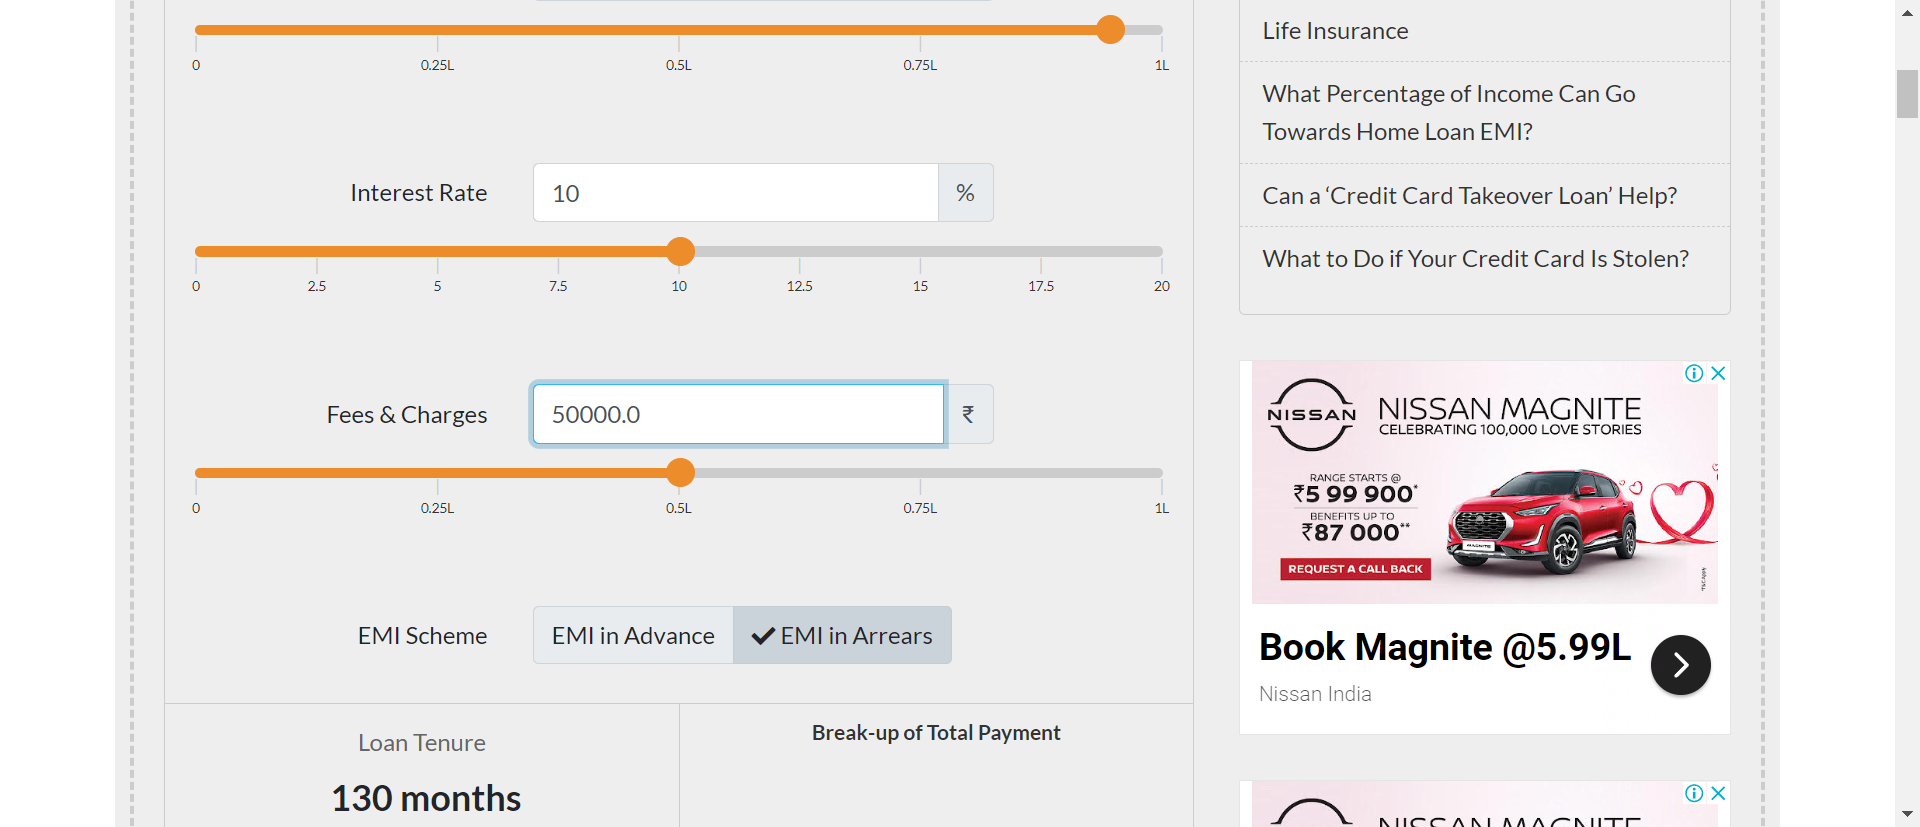 0
0.25L
0.5L
0.75L
1L
Interest Rate
10
%
0
2.5
5
7.5
10
12.5
15
17.5
20
Fees & Charges
50000.0
₹
0
0.25L
0.5L
0.75L
1L
EMI Scheme
EMI in Advance
EMI in Arrears
Loan Tenure
130 months
Break-up of Total Payment
Life Insurance
What Percentage of Income Can Go
Towards Home Loan EMI?
Can a ‘Credit Card Takeover Loan’ Help?
What to Do if Your Credit Card Is Stolen?
NISSAN
NISSAN MAGNITE
CELEBRATING 100,000 LOVE STORIES
RANGE STARTS @
₹5 99 900*
BENEFITS UP TO
₹87 000**
REQUEST A CALL BACK
MAGNITE
*T&C Apply
Book Magnite @5.99L
Nissan India
NISSAN MAGNITE